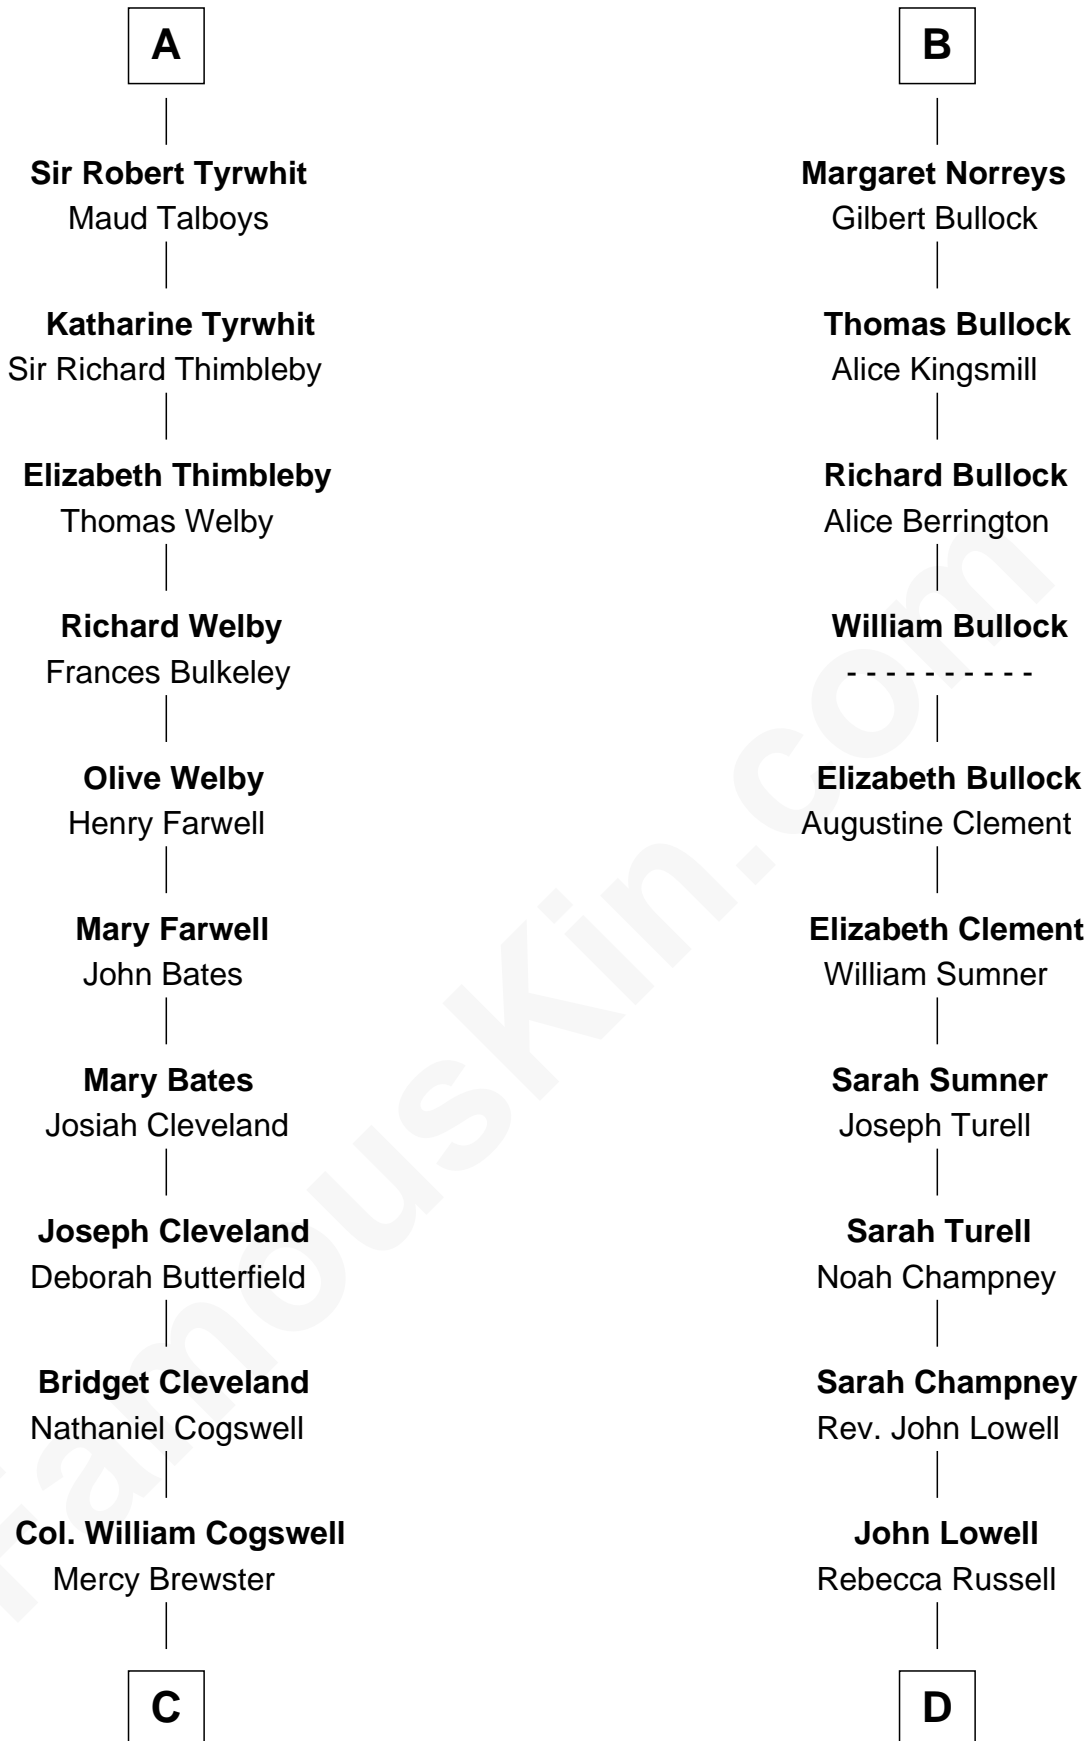 A
Sir Robert Tyrwhit
Maud Talboys
Katharine Tyrwhit
Sir Richard Thimbleby
Elizabeth Thimbleby
Thomas Welby
Richard Welby
Frances Bulkeley
Olive Welby
Henry Farwell
Mary Farwell
John Bates
Mary Bates
Josiah Cleveland
Joseph Cleveland
Deborah Butterfield
Bridget Cleveland
Nathaniel Cogswell
Col. William Cogswell
Mercy Brewster
C
B
Margaret Norreys
Gilbert Bullock
Thomas Bullock
Alice Kingsmill
Richard Bullock
Alice Berrington
William Bullock
- - - - - - - - - -
Elizabeth Bullock
Augustine Clement
Elizabeth Clement
William Sumner
Sarah Sumner
Joseph Turell
Sarah Turell
Noah Champney
Sarah Champney
Rev. John Lowell
John Lowell
Rebecca Russell
D
FamousKin.com